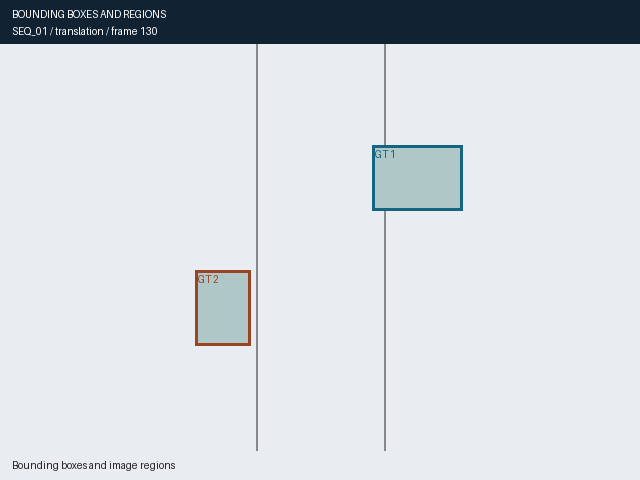 BOUNDING BOXES AND REGIONS
SEQ_01 / translation / frame 130
GT1
GT2
Bounding boxes and image regions